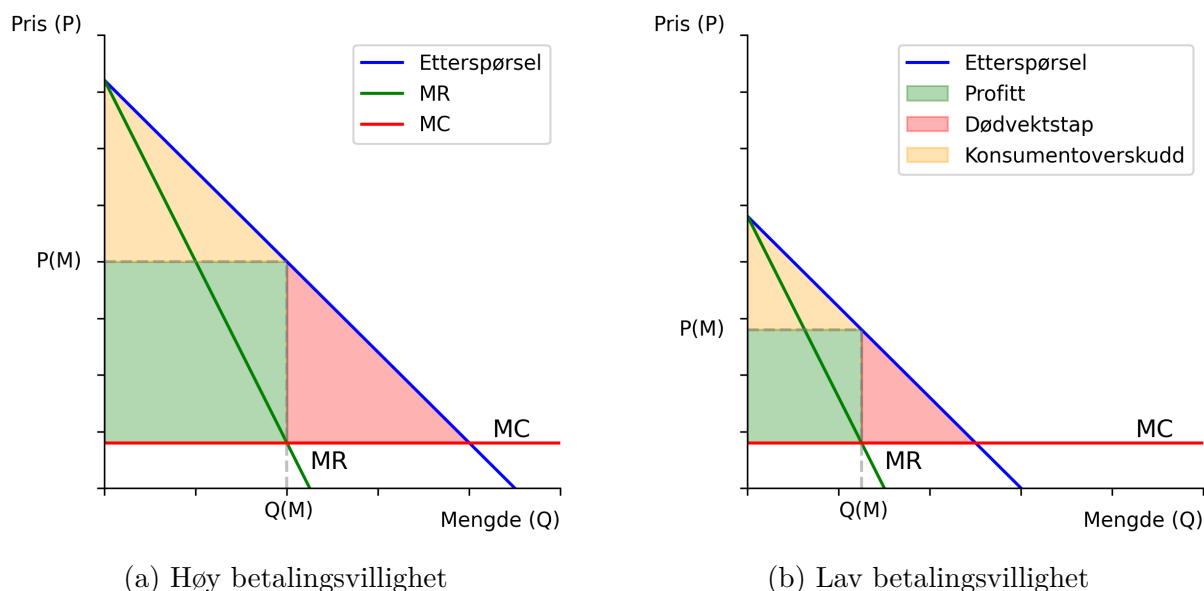 Pris (P)
Etterspørsel
MR
MC
P(M)
MC
MR
Q(M)
Mengde (Q)
(a) Høy betalingsvillighet
Pris (P)
Etterspørsel
Profitt
Dødvektstap
Konsumentoverskudd
P(M)
MC
MR
Q(M)
Mengde (Q)
(b) Lav betalingsvillighet